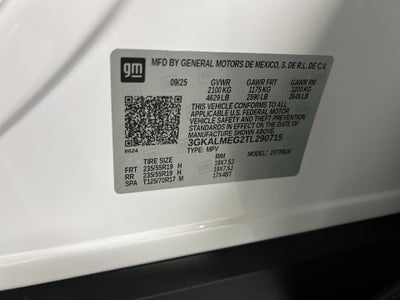 gm
MFD BY GENERAL MOTORS DE MEXICO, S. DE R.L. DE C.V.
09/25 GVWR GAWR FRT GAWR RR
2100 KG 1175 KG 1200 KG
4629 LB 2590 LB 2645 LB
THIS VEHICLE CONFORMS TO ALL
APPLICABLE U.S. FEDERAL MOTOR
VEHICLE SAFETY AND THEFT
PREVENTION STANDARDS IN EFFECT ON
THE DATE OF MANUFACTURE SHOWN ABOVE.
3GKALMEG2TL290715
TYPE: MPV MODEL:
TIRE SIZE RIM
FRT 235/55R19 H 19X7.5J
RR 235/55R19 H 19X7.5J
SPA T125/70R17 M 17X4BT